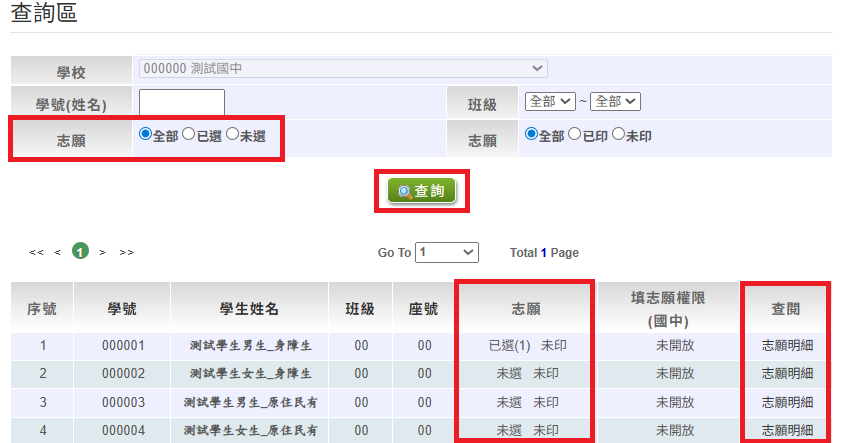 查詢區
學校 000000 測試國中
學號(姓名) 班級 全部 ~ 全部
志願 全部 已選 未選 志願 全部 已印 未印
查詢
<< < 1 > >> Go To 1 Total 1 Page
序號 學號 學生姓名 班級 座號 志願 填志願權限 (國中) 查閱
1 000001 測試學生男生_身障生 00 00 已選(1) 未印 未開放 志願明細
2 000002 測試學生女生_身障生 00 00 未選 未印 未開放 志願明細
3 000003 測試學生男生_原住民有 00 00 未選 未印 未開放 志願明細
4 000004 測試學生女生_原住民有 00 00 未選 未印 未開放 志願明細